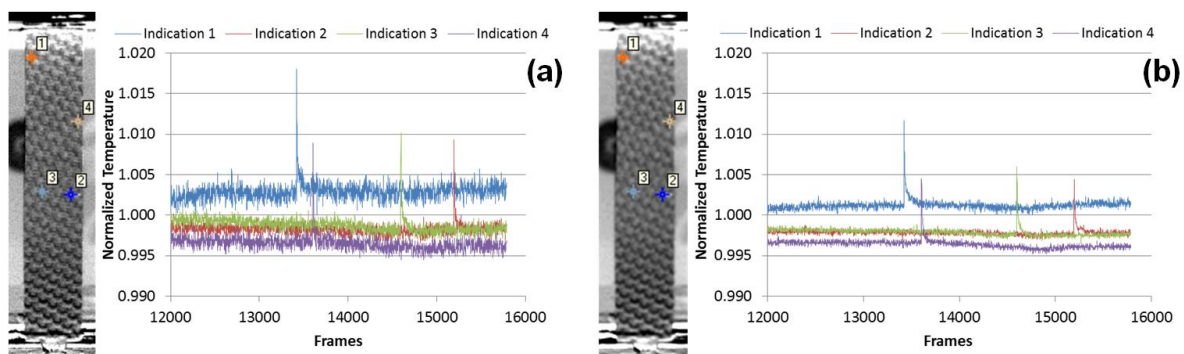 1
4
3
2
Indication 1 Indication 2 Indication 3 Indication 4
(a)
Normalized Temperature
1.020
1.015
1.010
1.005
1.000
0.995
0.990
12000 13000 14000 15000 16000
Frames
1
4
3
2
Indication 1 Indication 2 Indication 3 Indication 4
(b)
Normalized Temperature
1.020
1.015
1.010
1.005
1.000
0.995
0.990
12000 13000 14000 15000 16000
Frames